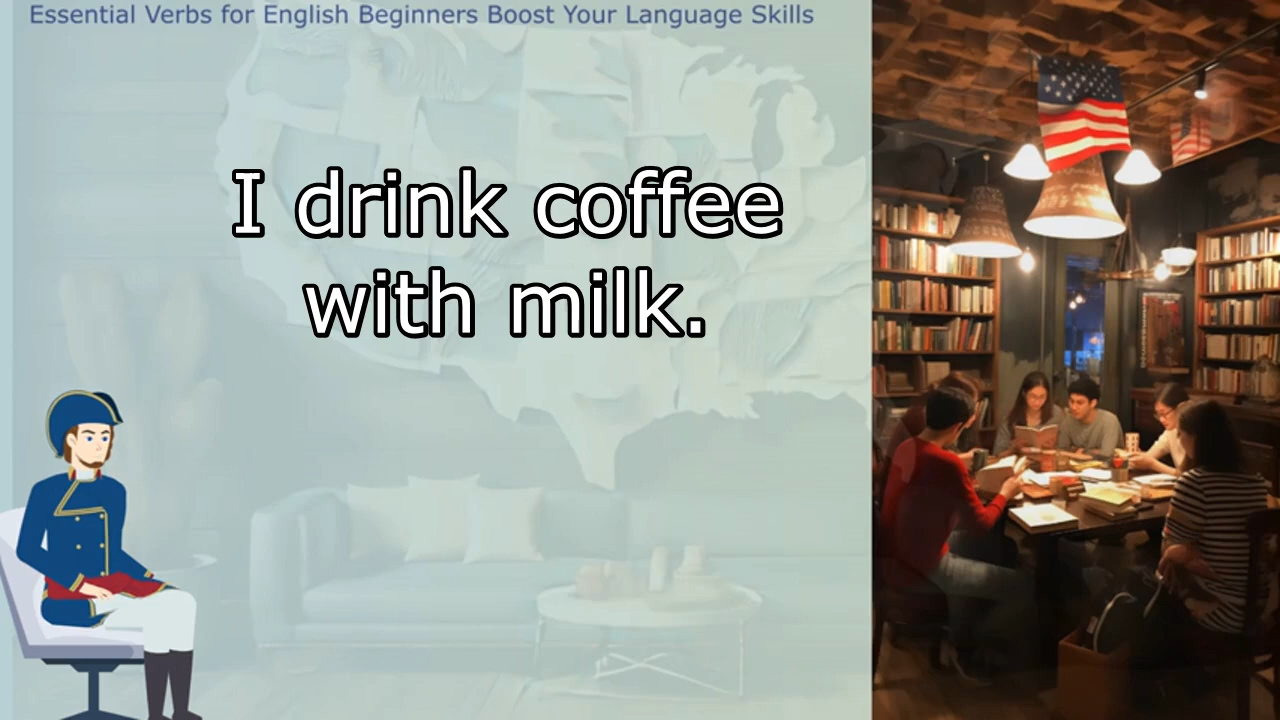 Essential Verbs for English Beginners Boost Your Language Skills
I drink coffee
with milk.